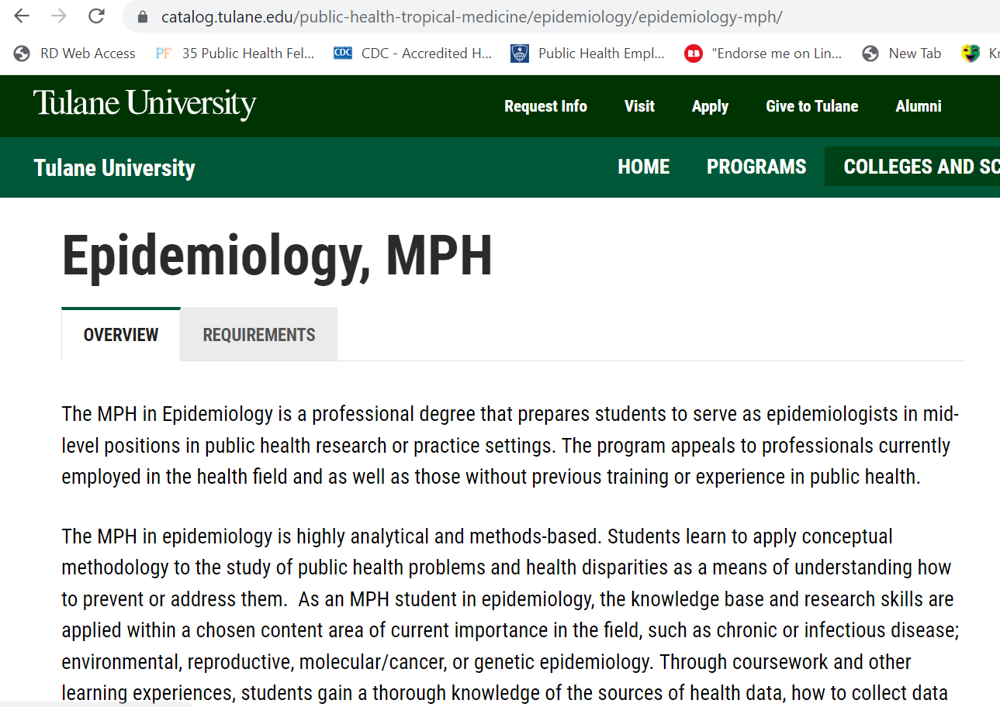 catalog.tulane.edu/public-health-tropical-medicine/epidemiology/epidemiology-mph/
RD Web Access PF 35 Public Health Fel... CDC CDC - Accredited H... Public Health Empl... RB "Endorse me on Lin... New Tab Kr
Tulane University Request Info Visit Apply Give to Tulane Alumni
Tulane University HOME PROGRAMS COLLEGES AND SC
Epidemiology, MPH
OVERVIEW REQUIREMENTS
The MPH in Epidemiology is a professional degree that prepares students to serve as epidemiologists in mid-
level positions in public health research or practice settings. The program appeals to professionals currently
employed in the health field and as well as those without previous training or experience in public health.
The MPH in epidemiology is highly analytical and methods-based. Students learn to apply conceptual
methodology to the study of public health problems and health disparities as a means of understanding how
to prevent or address them.  As an MPH student in epidemiology, the knowledge base and research skills are
applied within a chosen content area of current importance in the field, such as chronic or infectious disease;
environmental, reproductive, molecular/cancer, or genetic epidemiology. Through coursework and other
learning experiences, students gain a thorough knowledge of the sources of health data, how to collect data